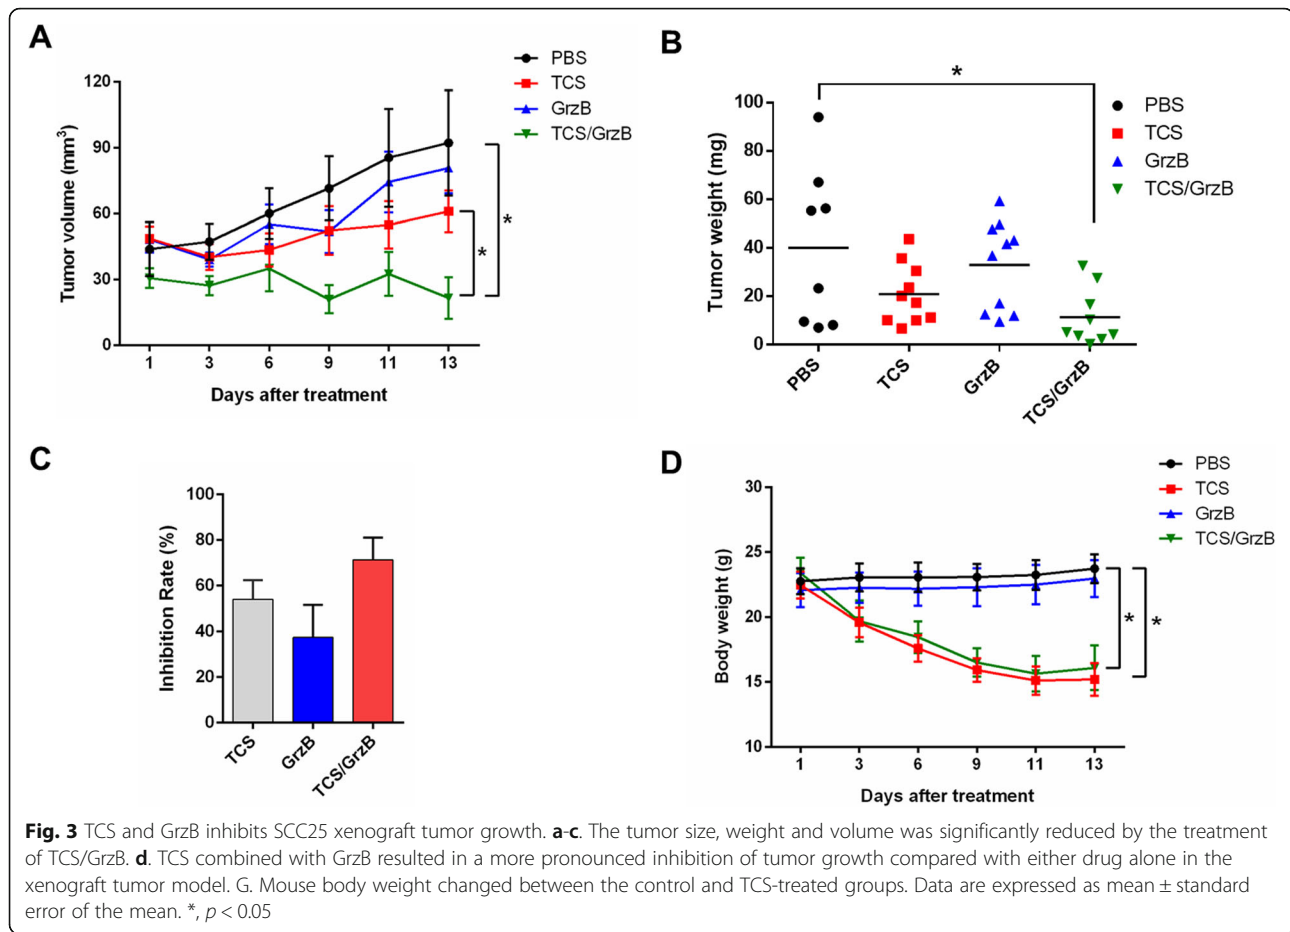 A
PBS
TCS
GrzB
TCS/GrzB
120
90
60
30
0
Tumor volume (mm³)
1 3 6 9 11 13
Days after treatment
*
*
B
*
PBS
TCS
GrzB
TCS/GrzB
100
80
60
40
20
0
Tumor weight (mg)
PBS TCS GrzB TCS/GrzB
C
100
80
60
40
20
0
Inhibition Rate (%)
TCS GrzB TCS/GrzB
D
PBS
TCS
GrzB
TCS/GrzB
30
25
20
15
10
Body weight (g)
1 3 6 9 11 13
Days after treatment
*
*
Fig. 3 TCS and GrzB inhibits SCC25 xenograft tumor growth. a-c. The tumor size, weight and volume was significantly reduced by the treatment
of TCS/GrzB. d. TCS combined with GrzB resulted in a more pronounced inhibition of tumor growth compared with either drug alone in the
xenograft tumor model. G. Mouse body weight changed between the control and TCS-treated groups. Data are expressed as mean ± standard
error of the mean. *, p < 0.05